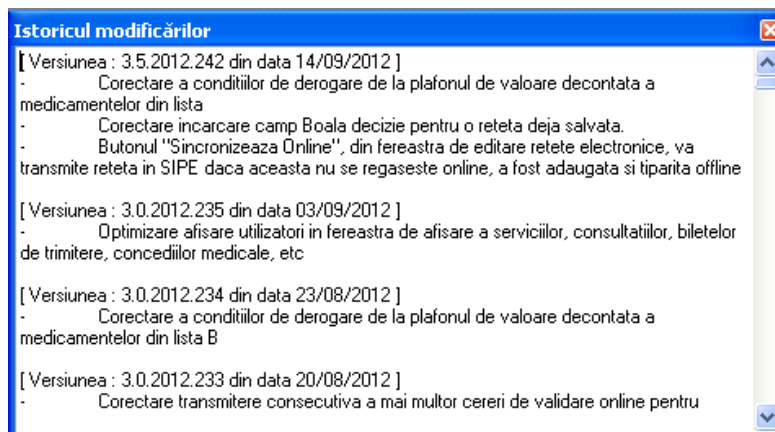 Istoricul modificărilor
[ Versiunea : 3.5.2012.242 din data 14/09/2012 ]
- Corectare a conditiilor de derogare de la plafonul de valoare decontata a
medicamentelor din lista
- Corectare incarcare camp Boala decizie pentru o reteta deja salvata.
- Butonul "Sincronizeaza Online", din fereastra de editare retete electronice, va
transmite reteta in SIPE daca aceasta nu se regaseste online, a fost adaugata si tiparita offline
[ Versiunea : 3.0.2012.235 din data 03/09/2012 ]
- Optimizare afisare utilizatori in fereastra de afisare a serviciilor, consultatiilor, biletelor
de trimitere, concediilor medicale, etc
[ Versiunea : 3.0.2012.234 din data 23/08/2012 ]
- Corectare a conditiilor de derogare de la plafonul de valoare decontata a
medicamentelor din lista B
[ Versiunea : 3.0.2012.233 din data 20/08/2012 ]
- Corectare transmitere consecutiva a mai multor cereri de validare online pentru